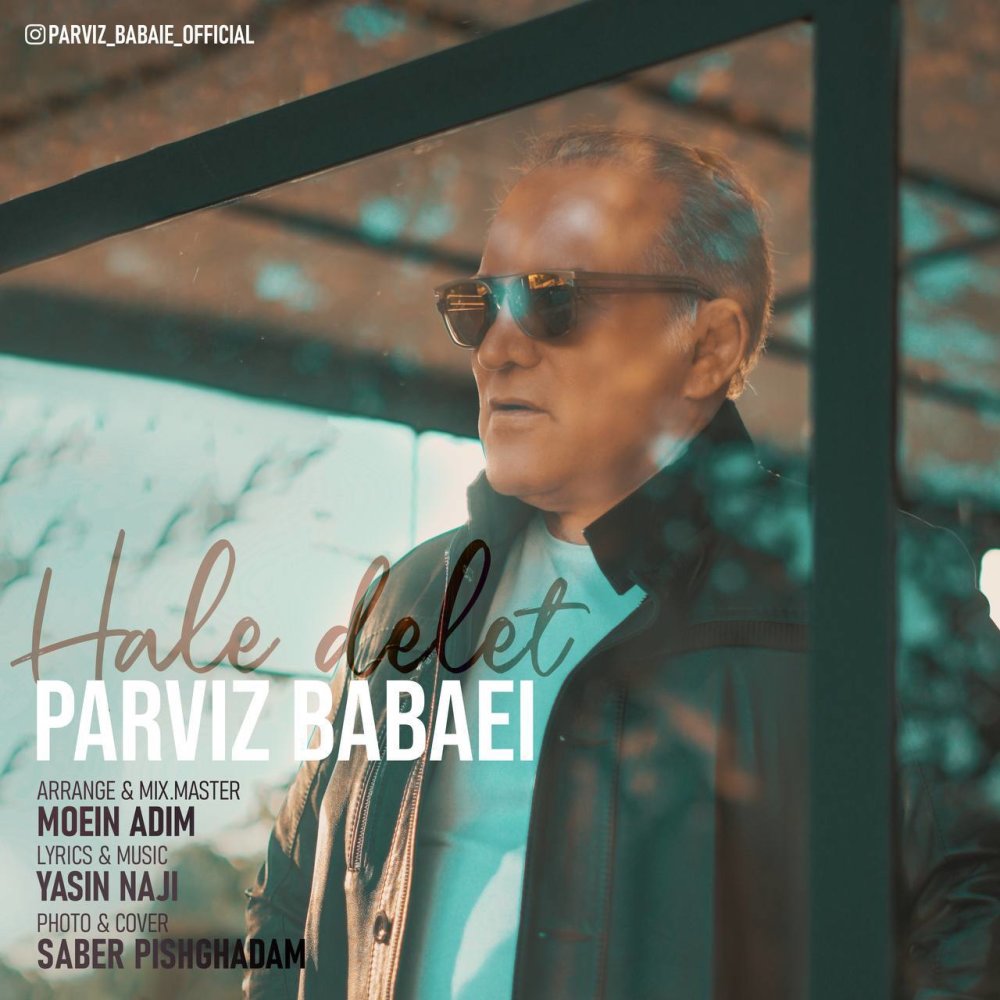 PARVIZ_BABAIE_OFFICIAL
Hale delet
PARVIZ BABAEI
ARRANGE & MIX.MASTER
MOEIN ADIM
LYRICS & MUSIC
YASIN NAJI
PHOTO & COVER
SABER PISHGHADAM